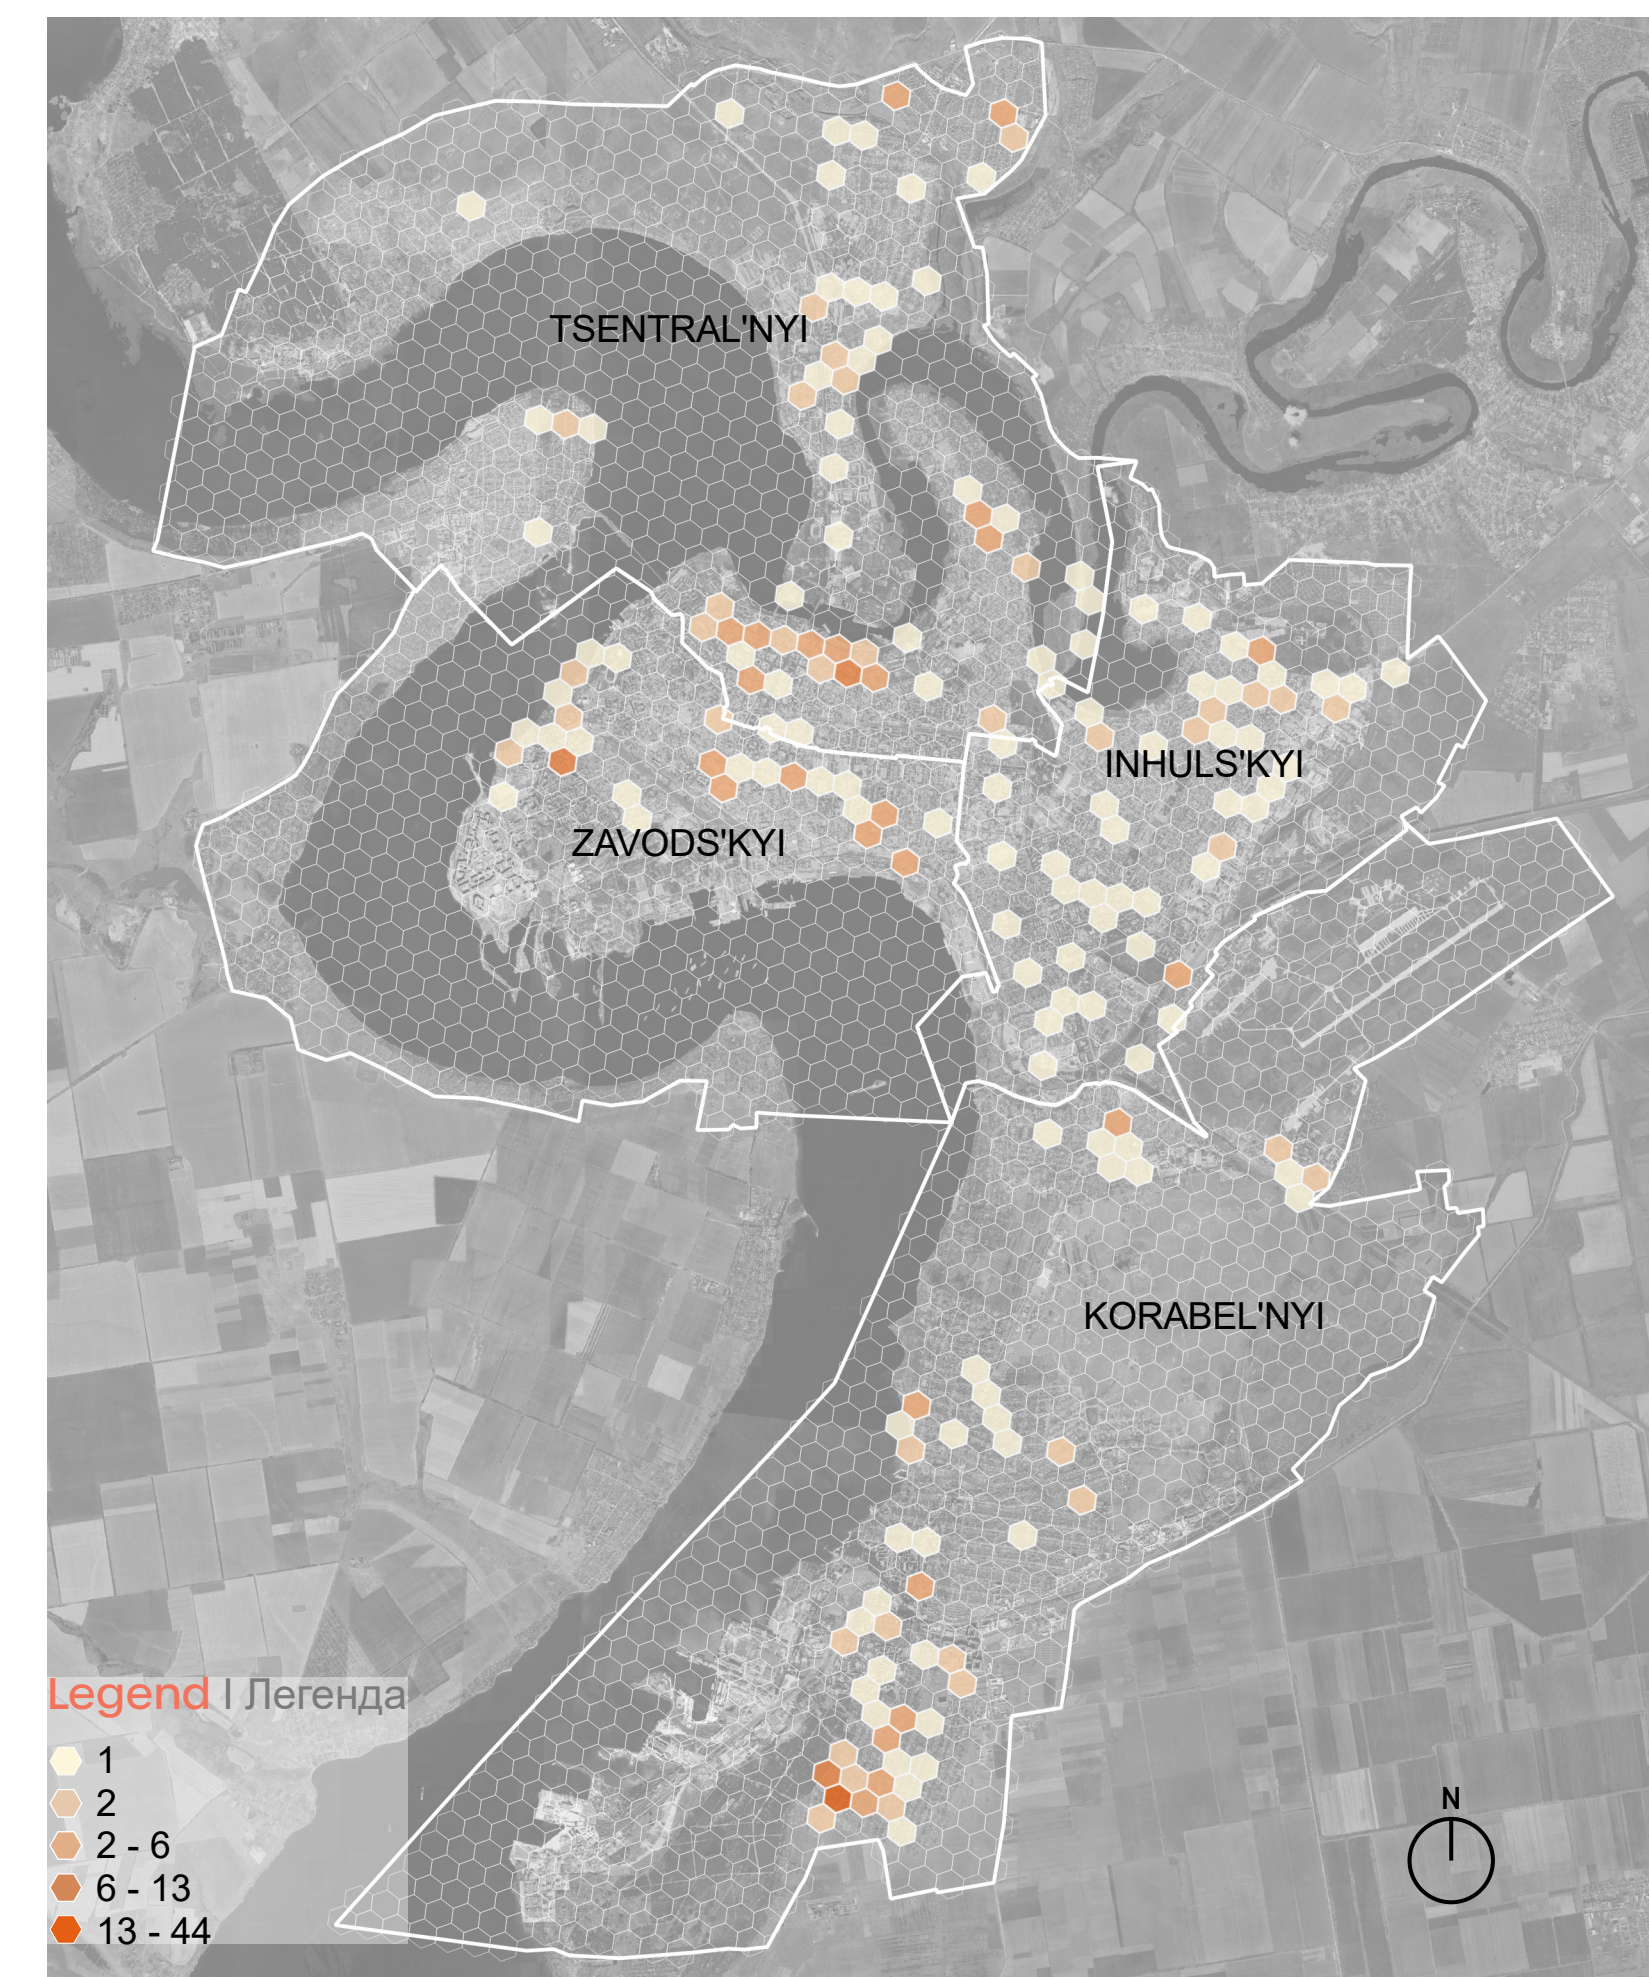 TSENTRAL'NYI
INHULS'KYI
ZAVODS'KYI
KORABEL'NYI
Legend | Легенда
1
2
2 - 6
6 - 13
13 - 44
N